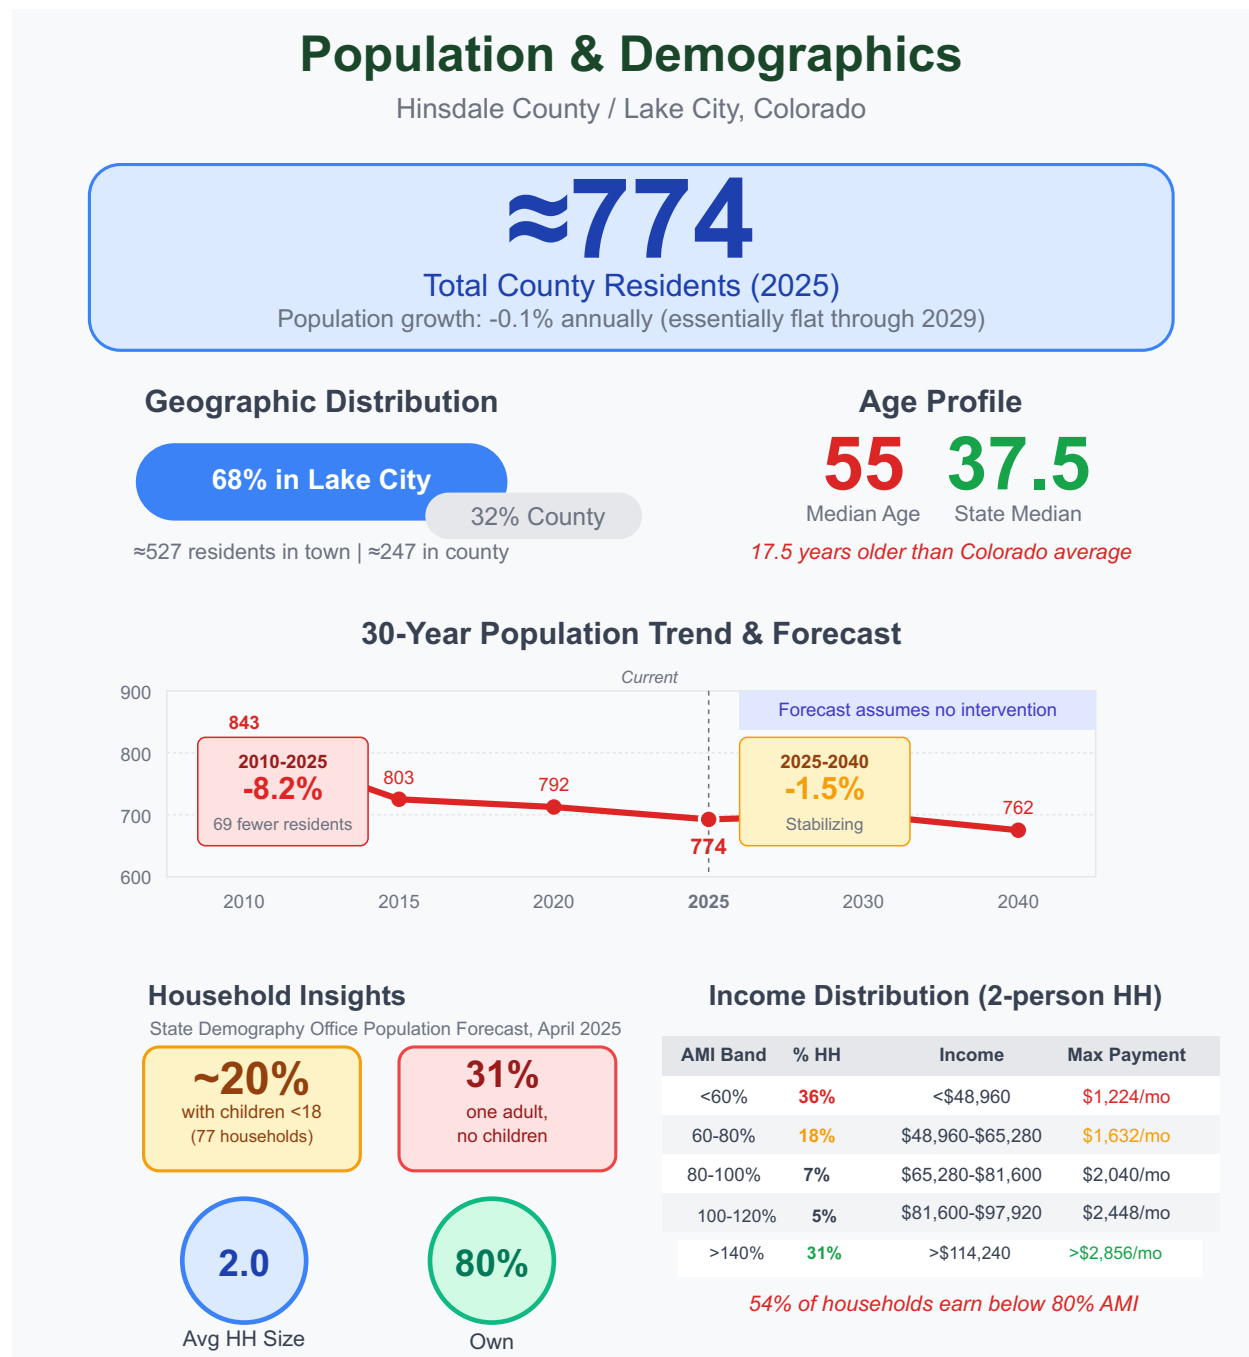 Population & Demographics
Hinsdale County / Lake City, Colorado
≈774
Total County Residents (2025)
Population growth: -0.1% annually (essentially flat through 2029)
Geographic Distribution
68% in Lake City
32% County
≈527 residents in town | ≈247 in county
Age Profile
55 37.5
Median Age State Median
17.5 years older than Colorado average
30-Year Population Trend & Forecast
Current
900
800
700
600
Forecast assumes no intervention
843
2010-2025
-8.2%
69 fewer residents
803
792
774
2025-2040
-1.5%
Stabilizing
762
2010 2015 2020 2025 2030 2040
Household Insights
State Demography Office Population Forecast, April 2025
~20%
with children <18
(77 households)
31%
one adult,
no children
2.0
Avg HH Size
80%
Own
Income Distribution (2-person HH)
AMI Band % HH Income Max Payment
<60% 36% <$48,960 $1,224/mo
60-80% 18% $48,960-$65,280 $1,632/mo
80-100% 7% $65,280-$81,600 $2,040/mo
100-120% 5% $81,600-$97,920 $2,448/mo
>140% 31% >$114,240 >$2,856/mo
54% of households earn below 80% AMI